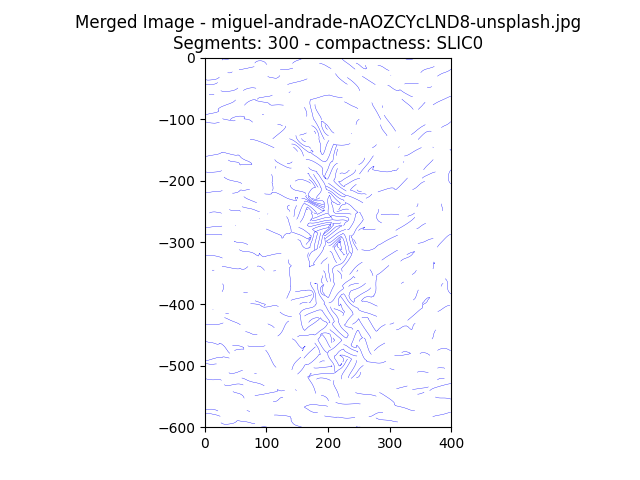 Merged Image - miguel-andrade-nAOZCYcLND8-unsplash.jpg
Segments: 300 - compactness: SLIC0
0
−100
−200
−300
−400
−500
−600
0 100 200 300 400